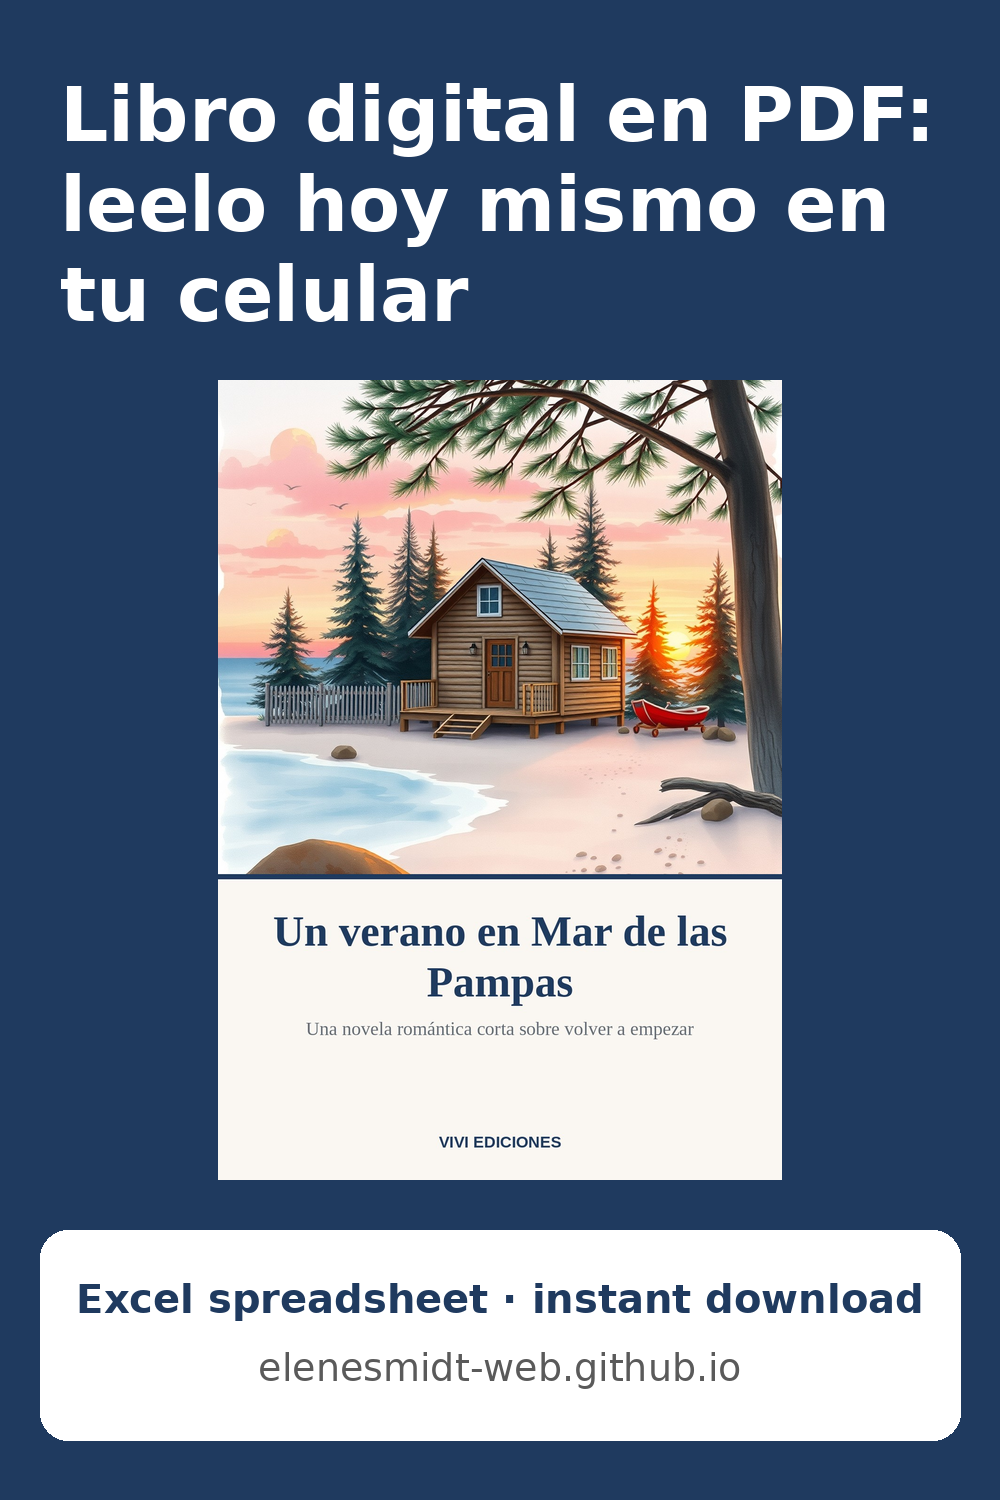 Libro digital en PDF:
leelo hoy mismo en
tu celular
Un verano en Mar de las
Pampas
Una novela romántica corta sobre volver a empezar
VIVI EDICIONES
Excel spreadsheet · instant download
elenesmidt-web.github.io